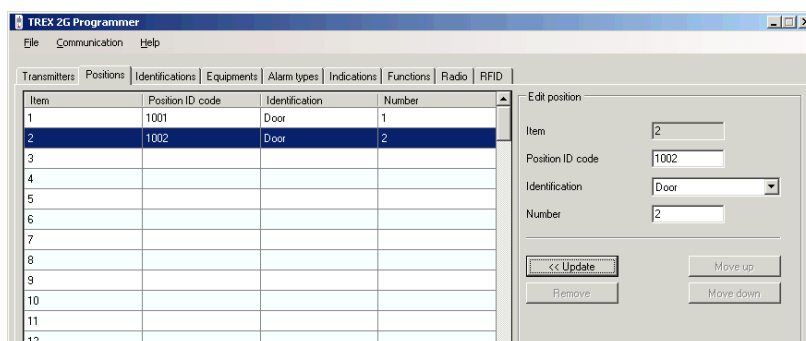 TREX 2G Programmer
File Communication Help
Transmitters Positions Identifications Equipments Alarm types Indications Functions Radio RFID
Item Position ID code Identification Number
1 1001 Door 1
2 1002 Door 2
3
4
5
6
7
8
9
10
11
12
Edit position
Item 2
Position ID code 1002
Identification Door
Number 2
<< Update Move up
Remove Move down